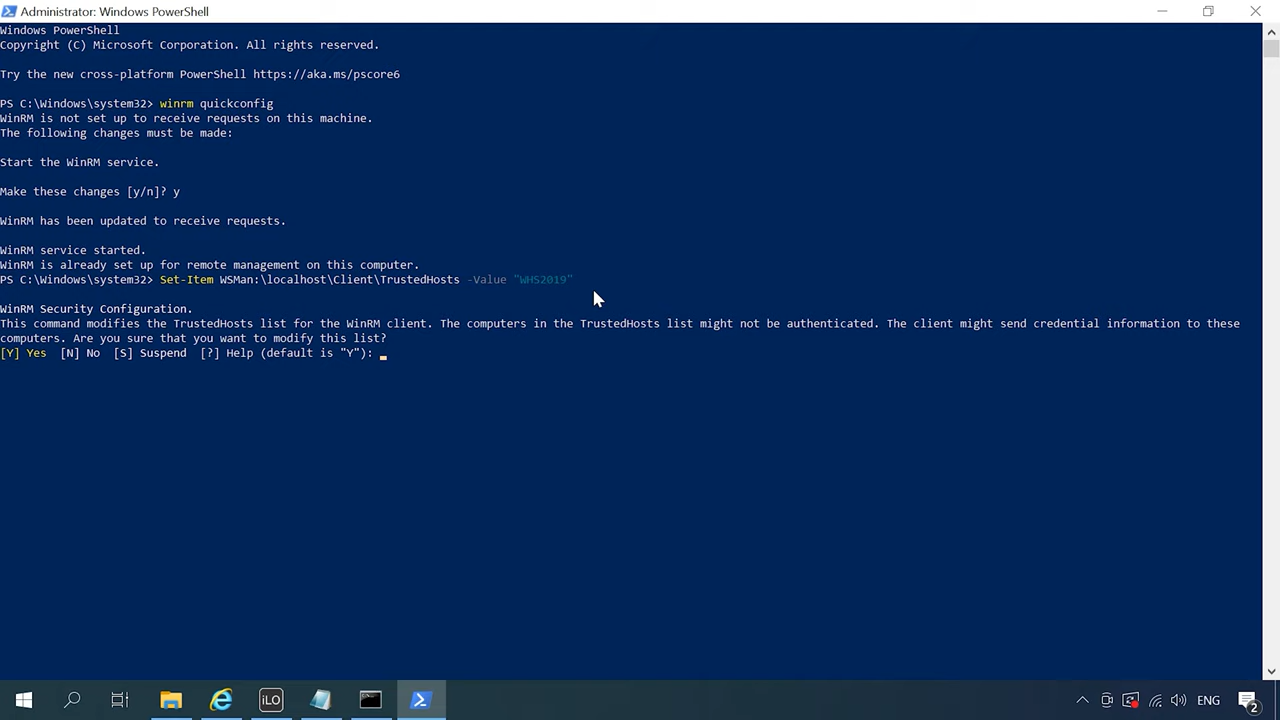 Administrator: Windows PowerShell
Windows PowerShell
Copyright (C) Microsoft Corporation. All rights reserved.
Try the new cross-platform PowerShell https://aka.ms/pscore6
PS C:\Windows\system32> winrm quickconfig
WinRM is not set up to receive requests on this machine.
The following changes must be made:
Start the WinRM service.
Make these changes [y/n]? y
WinRM has been updated to receive requests.
WinRM service started.
WinRM is already set up for remote management on this computer.
PS C:\Windows\system32> Set-Item WSMan:\localhost\Client\TrustedHosts -Value "WHS2019"
WinRM Security Configuration.
This command modifies the TrustedHosts list for the WinRM client. The computers in the TrustedHosts list might not be authenticated. The client might send credential information to these
computers. Are you sure that you want to modify this list?
[Y] Yes  [N] No  [S] Suspend  [?] Help (default is "Y"):
iLO
ENG
2